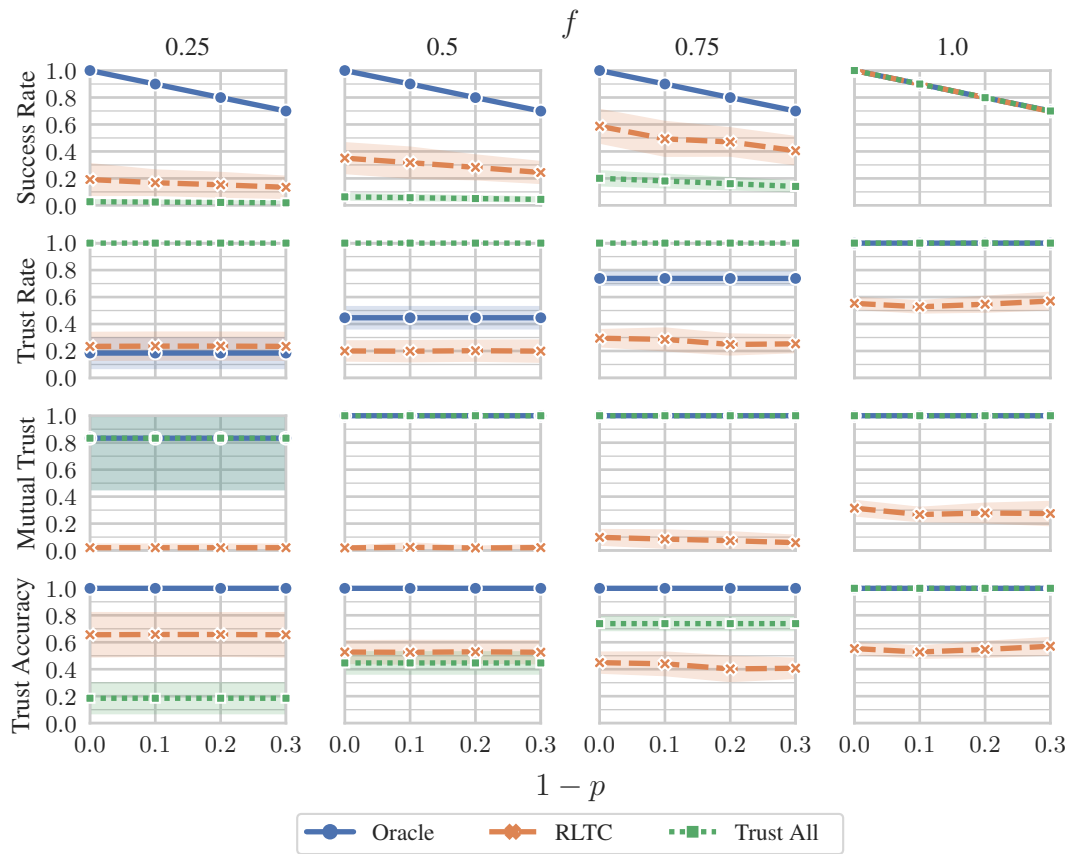 f
0.25 0.5 0.75 1.0
Success Rate
1.0
0.8
0.6
0.4
0.2
0.0
Trust Rate
1.0
0.8
0.6
0.4
0.2
0.0
Mutual Trust
1.0
0.8
0.6
0.4
0.2
0.0
Trust Accuracy
1.0
0.8
0.6
0.4
0.2
0.0
0.0 0.1 0.2 0.3 0.0 0.1 0.2 0.3 0.0 0.1 0.2 0.3 0.0 0.1 0.2 0.3
1 − p
Oracle RLTC Trust All